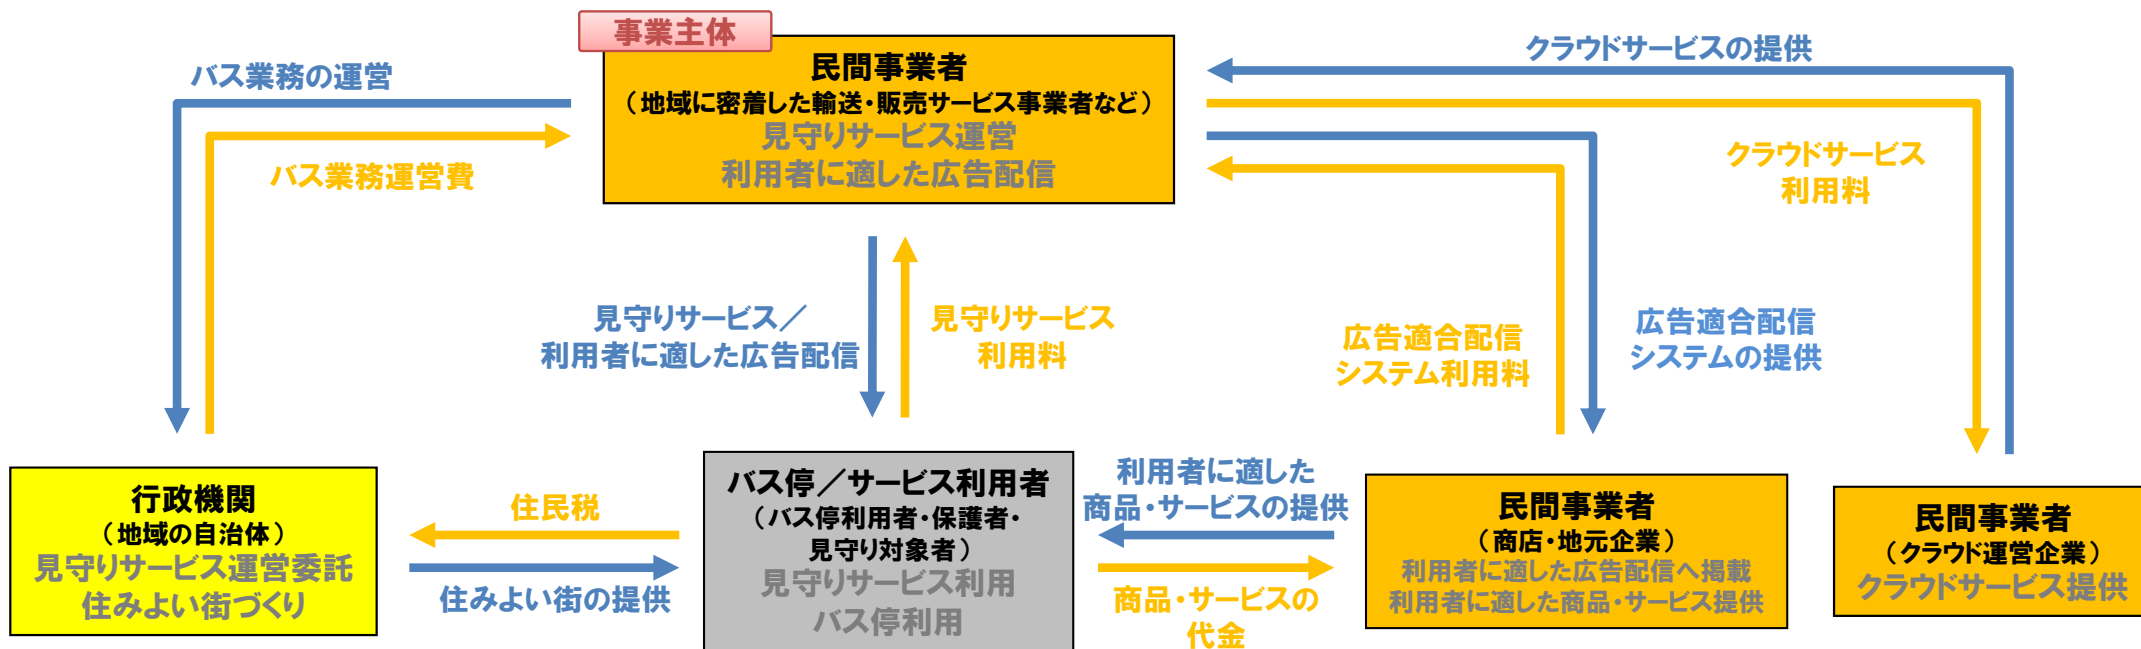 事業主体
民間事業者
（地域に密着した輸送・販売サービス事業者など）
見守りサービス運営
利用者に適した広告配信
バス業務の運営
バス業務運営費
クラウドサービスの提供
クラウドサービス
利用料
見守りサービス／
利用者に適した広告配信
見守りサービス
利用料
広告適合配信
システム利用料
広告適合配信
システムの提供
行政機関
（地域の自治体）
見守りサービス運営委託
住みよい街づくり
住民税
住みよい街の提供
バス停／サービス利用者
（バス停利用者・保護者・
見守り対象者）
見守りサービス利用
バス停利用
利用者に適した
商品・サービスの提供
商品・サービスの
代金
民間事業者
（商店・地元企業）
利用者に適した広告配信へ掲載
利用者に適した商品・サービス提供
民間事業者
（クラウド運営企業）
クラウドサービス提供